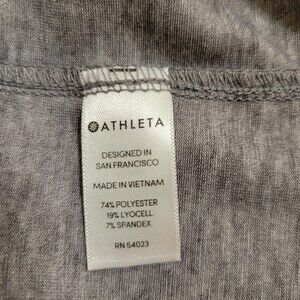 ATHLETA
DESIGNED IN
SAN FRANCISCO
MADE IN VIETNAM
74% POLYESTER
19% LYOCELL
7% SPANDEX
RN 54023